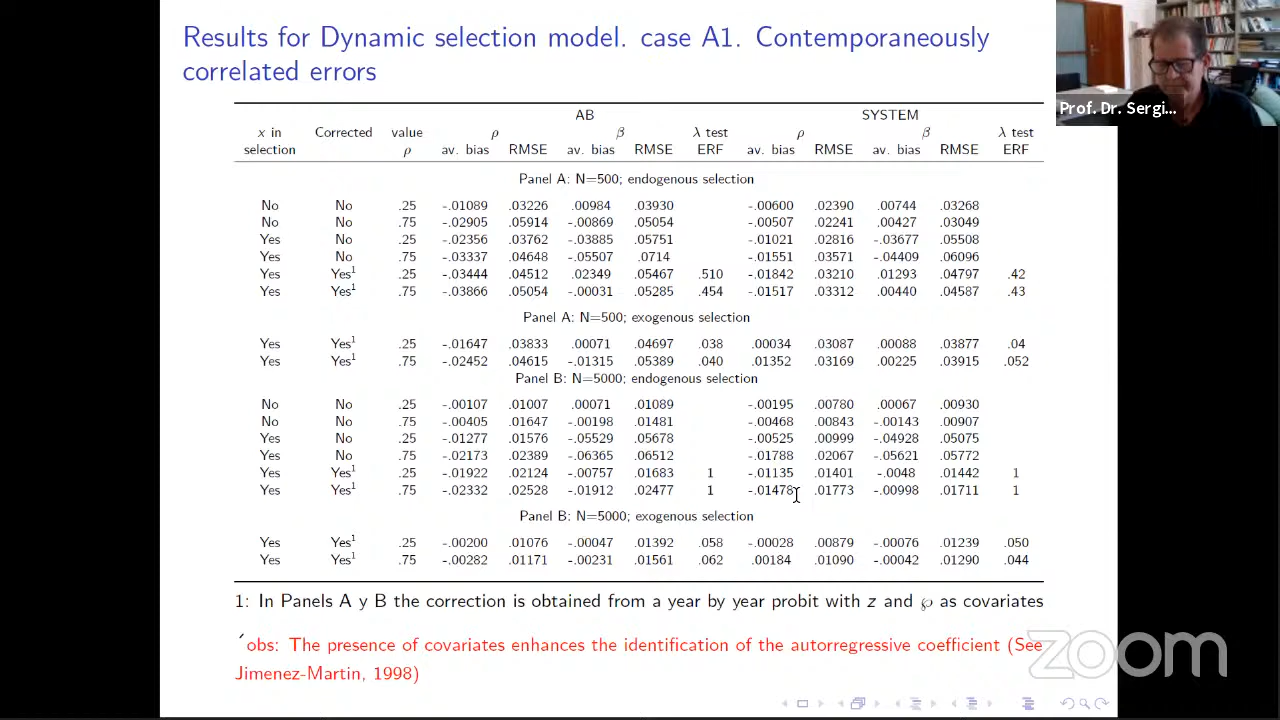 Results for Dynamic selection model. case A1. Contemporaneously
correlated errors
Prof. Dr. Sergi...
AB SYSTEM
x in Corrected value ρ β λ test ρ β λ test
selection ρ av. bias RMSE av. bias RMSE ERF av. bias RMSE av. bias RMSE ERF
Panel A: N=500; endogenous selection
No No .25 -.01089 .03226 .00984 .03930 -.00600 .02390 .00744 .03268
No No .75 -.02905 .05914 -.00869 .05054 -.00507 .02241 .00427 .03049
Yes No .25 -.02356 .03762 -.03885 .05751 -.01021 .02816 -.03677 .05508
Yes No .75 -.03337 .04648 -.05507 .0714 -.01551 .03571 -.04409 .06096
Yes Yes¹ .25 -.03444 .04512 .02349 .05467 .510 -.01842 .03210 .01293 .04797 .42
Yes Yes¹ .75 -.03866 .05054 -.00031 .05285 .454 -.01517 .03312 .00440 .04587 .43
Panel A: N=500; exogenous selection
Yes Yes¹ .25 -.01647 .03833 .00071 .04697 .038 .00034 .03087 .00088 .03877 .04
Yes Yes¹ .75 -.02452 .04615 -.01315 .05389 .040 .01352 .03169 .00225 .03915 .052
Panel B: N=5000; endogenous selection
No No .25 -.00107 .01007 .00071 .01089 -.00195 .00780 .00067 .00930
No No .75 -.00405 .01647 -.00198 .01481 -.00468 .00843 -.00143 .00907
Yes No .25 -.01277 .01576 -.05529 .05678 -.00525 .00999 -.04928 .05075
Yes No .75 -.02173 .02389 -.06365 .06512 -.01788 .02067 -.05621 .05772
Yes Yes¹ .25 -.01922 .02124 -.00757 .01683 1 -.01135 .01401 -.0048 .01442 1
Yes Yes¹ .75 -.02332 .02528 -.01912 .02477 1 -.01478 .01773 -.00998 .01711 1
Panel B: N=5000; exogenous selection
Yes Yes¹ .25 -.00200 .01076 -.00047 .01392 .058 -.00028 .00879 -.00076 .01239 .050
Yes Yes¹ .75 -.00282 .01171 -.00231 .01561 .062 .00184 .01090 -.00042 .01290 .044
1: In Panels A y B the correction is obtained from a year by year probit with z and ℘ as covariates
´obs: The presence of covariates enhances the identification of the autorregressive coefficient (See
Jimenez-Martin, 1998)
zoom